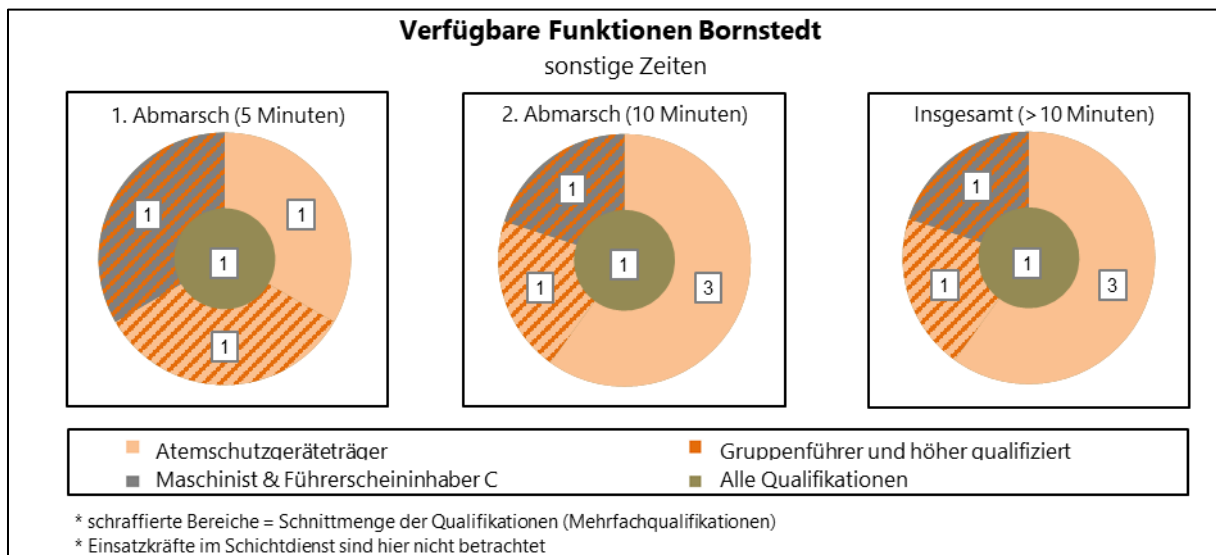 Verfügbare Funktionen Bornstedt
sonstige Zeiten
1. Abmarsch (5 Minuten)
1
1
1
1
2. Abmarsch (10 Minuten)
1
1
1
3
Insgesamt (> 10 Minuten)
1
1
1
3
Atemschutzgeräteträger
Gruppenführer und höher qualifiziert
Maschinist & Führerscheininhaber C
Alle Qualifikationen
* schraffierte Bereiche = Schnittmenge der Qualifikationen (Mehrfachqualifikationen)
* Einsatzkräfte im Schichtdienst sind hier nicht betrachtet